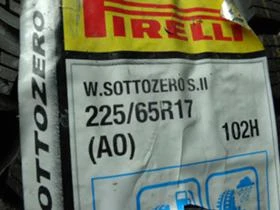 PIRELLI
SOTTOZERO
W.SOTTOZERO S.II
225/65R17
(AO)
102H